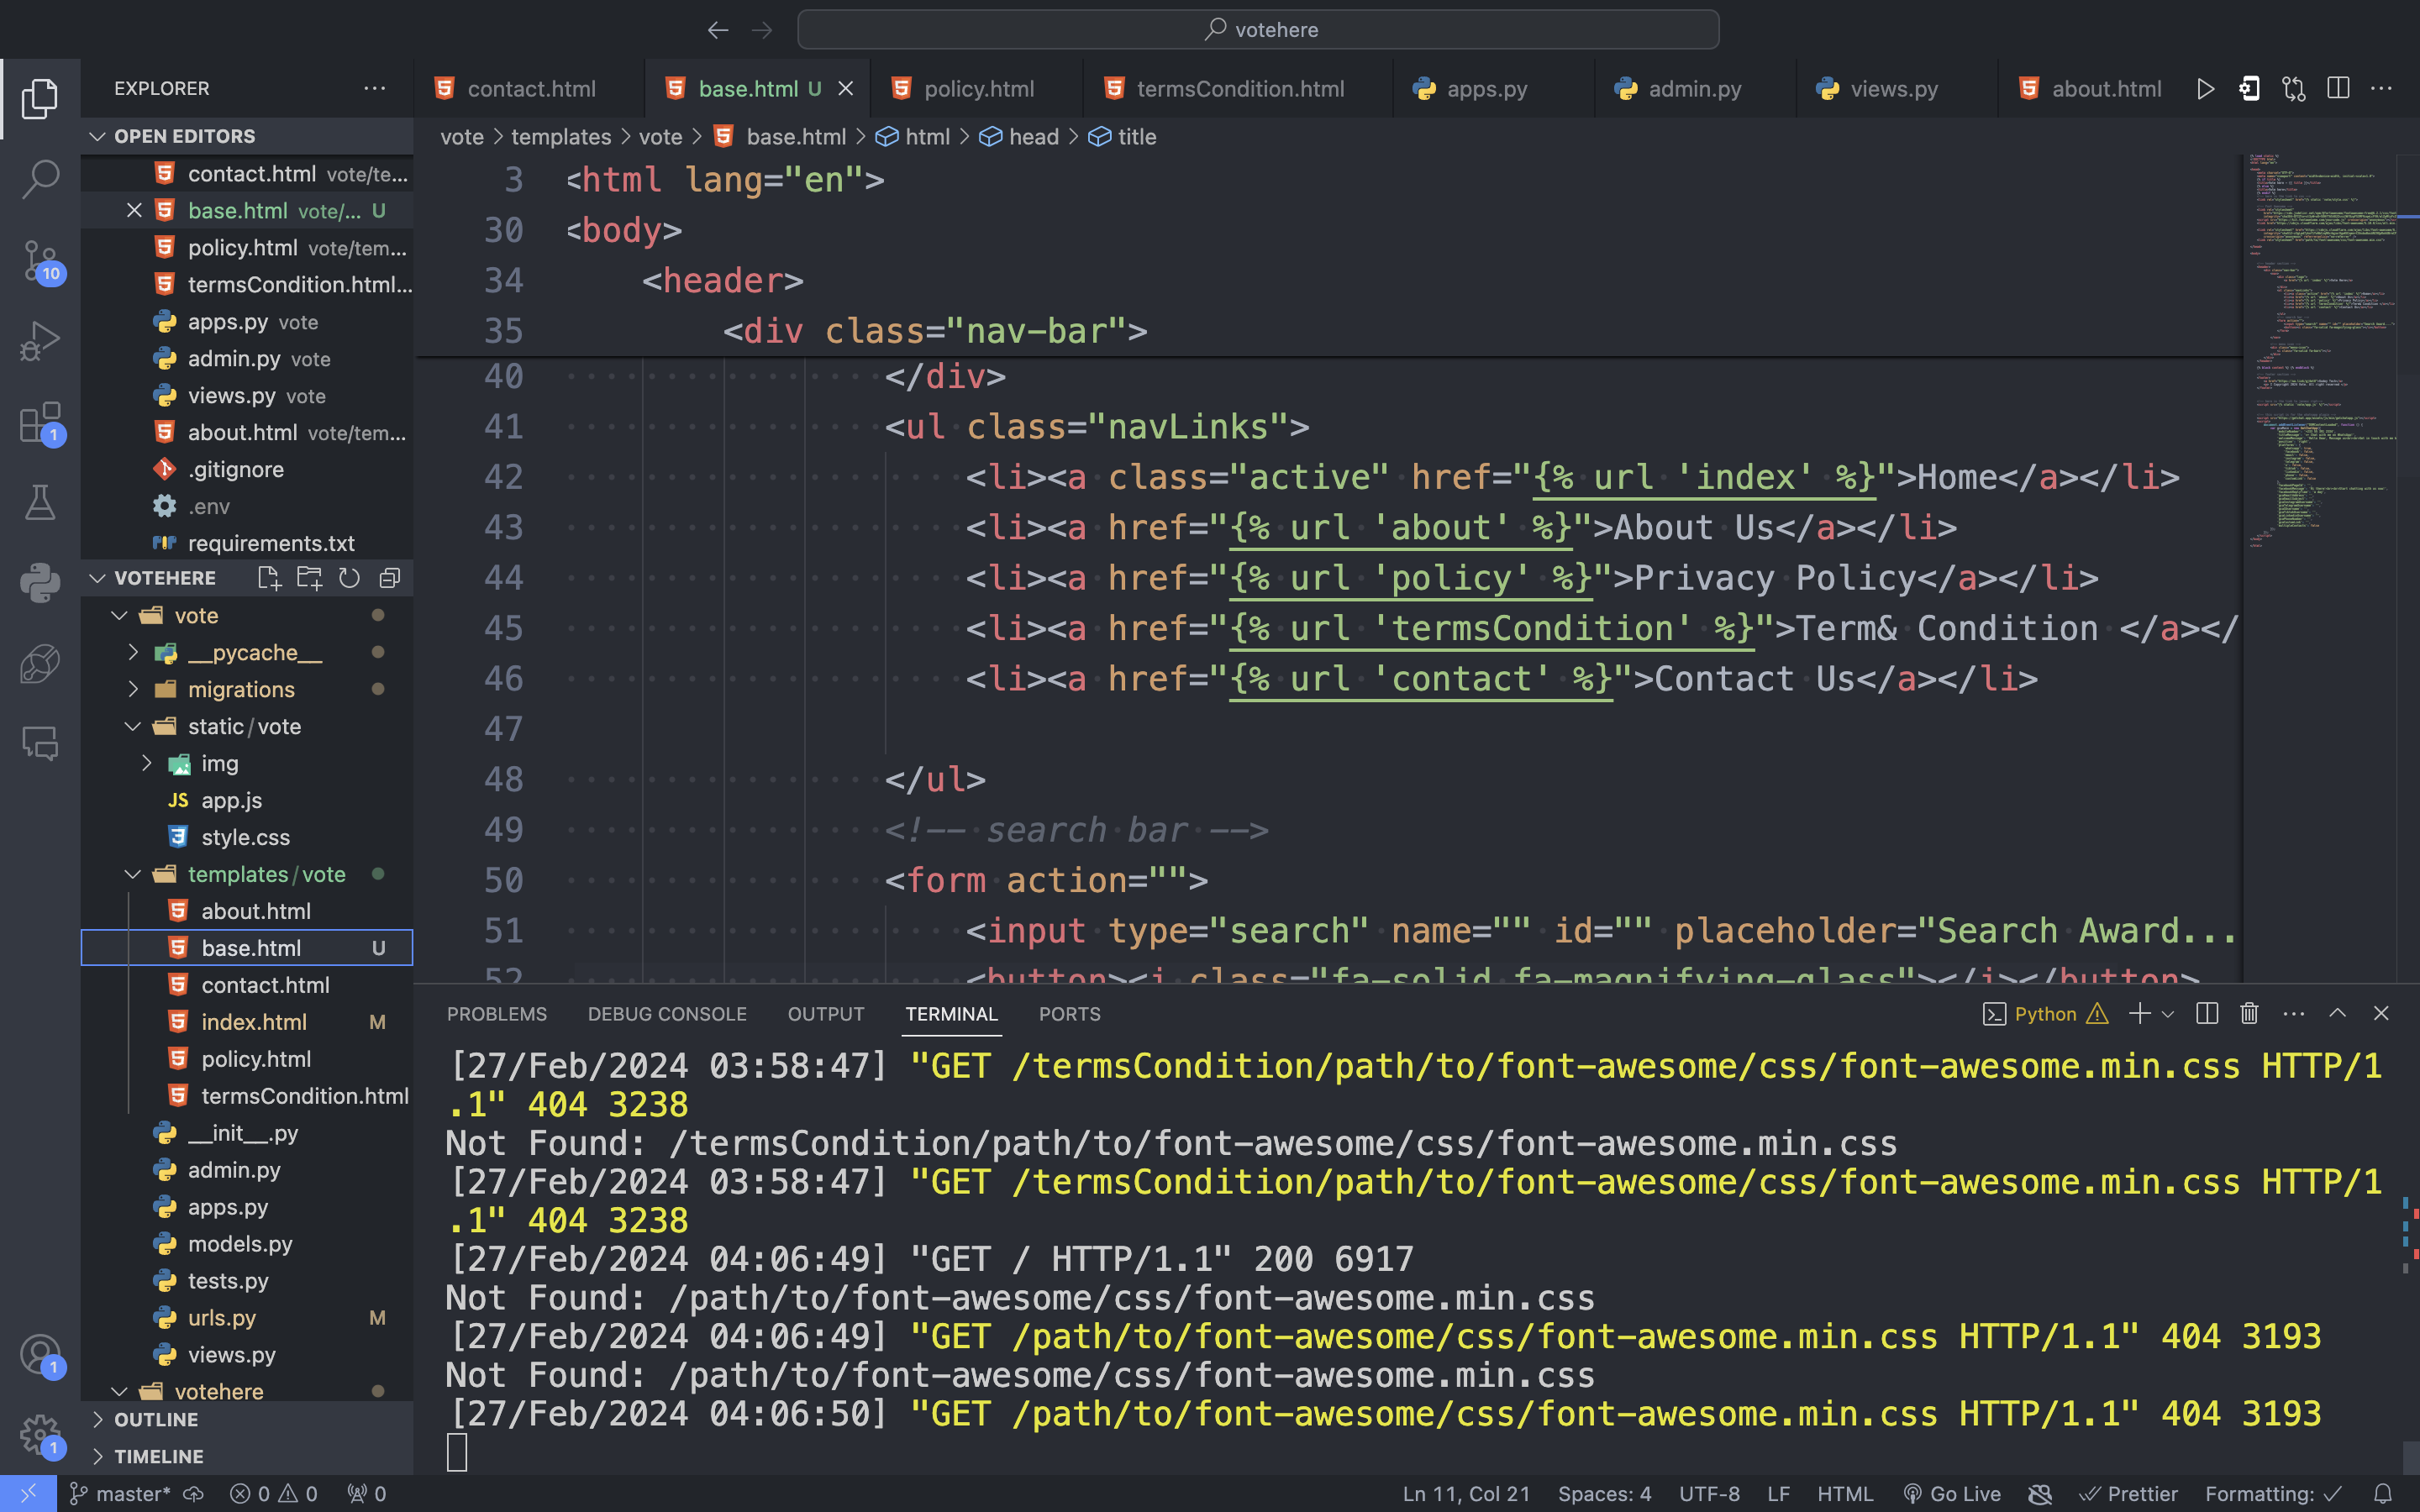 votehere
EXPLORER
OPEN EDITORS
contact.html vote/te...
base.html vote/... U
policy.html vote/tem...
termsCondition.html...
apps.py vote
admin.py vote
views.py vote
about.html vote/tem...
.gitignore
.env
requirements.txt
VOTEHERE
vote
__pycache__
migrations
static/vote
img
JS app.js
style.css
templates/vote
about.html
base.html U
contact.html
index.html M
policy.html
termsCondition.html
__init__.py
admin.py
apps.py
models.py
tests.py
urls.py M
views.py
votehere
OUTLINE
TIMELINE
10
1
1
1
contact.html base.html U policy.html termsCondition.html apps.py admin.py views.py about.html
vote > templates > vote > base.html > html > head > title
3 <html lang="en">
30 <body>
34 <header>
35 <div class="nav-bar">
40 </div>
41 <ul class="navLinks">
42 <li><a class="active" href="{% url 'index' %}">Home</a></li>
43 <li><a href="{% url 'about' %}">About Us</a></li>
44 <li><a href="{% url 'policy' %}">Privacy Policy</a></li>
45 <li><a href="{% url 'termsCondition' %}">Term& Condition </a></
46 <li><a href="{% url 'contact' %}">Contact Us</a></li>
47
48 </ul>
49 <!-- search bar -->
50 <form action="">
51 <input type="search" name="" id="" placeholder="Search Award...
52 <button><i class="fa-solid fa-magnifying-glass"></i></button>
PROBLEMS DEBUG CONSOLE OUTPUT TERMINAL PORTS Python
[27/Feb/2024 03:58:47] "GET /termsCondition/path/to/font-awesome/css/font-awesome.min.css HTTP/1
.1" 404 3238
Not Found: /termsCondition/path/to/font-awesome/css/font-awesome.min.css
[27/Feb/2024 03:58:47] "GET /termsCondition/path/to/font-awesome/css/font-awesome.min.css HTTP/1
.1" 404 3238
[27/Feb/2024 04:06:49] "GET / HTTP/1.1" 200 6917
Not Found: /path/to/font-awesome/css/font-awesome.min.css
[27/Feb/2024 04:06:49] "GET /path/to/font-awesome/css/font-awesome.min.css HTTP/1.1" 404 3193
Not Found: /path/to/font-awesome/css/font-awesome.min.css
[27/Feb/2024 04:06:50] "GET /path/to/font-awesome/css/font-awesome.min.css HTTP/1.1" 404 3193
master* 0 0 0 Ln 11, Col 21 Spaces: 4 UTF-8 LF HTML Go Live Prettier Formatting: ✓